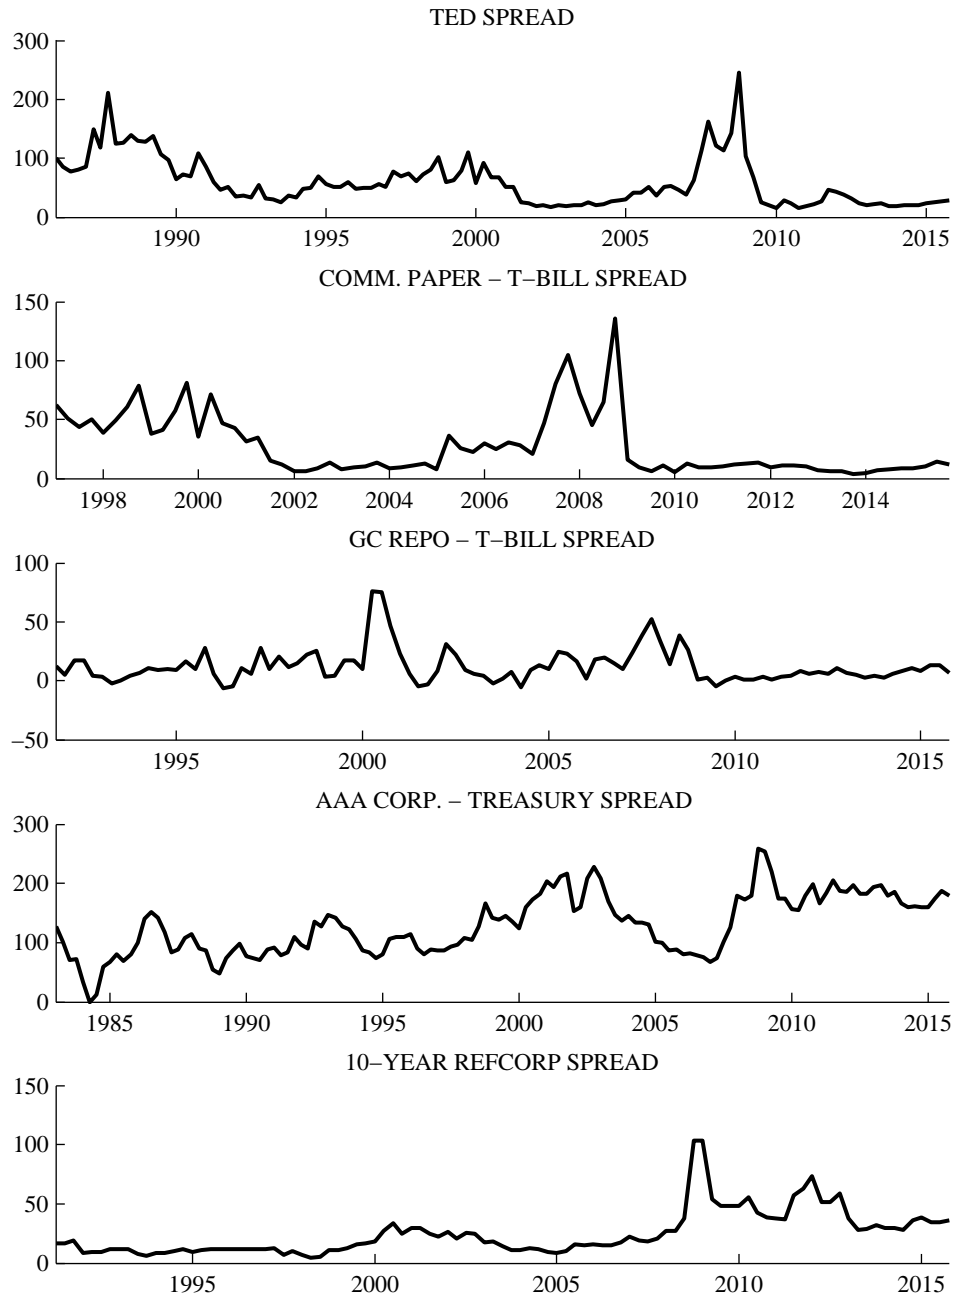 TED SPREAD
300
200
100
0
1990 1995 2000 2005 2010 2015
COMM. PAPER – T–BILL SPREAD
150
100
50
0
1998 2000 2002 2004 2006 2008 2010 2012 2014
GC REPO – T–BILL SPREAD
100
50
0
–50
1995 2000 2005 2010 2015
AAA CORP. – TREASURY SPREAD
300
200
100
0
1985 1990 1995 2000 2005 2010 2015
10–YEAR REFCORP SPREAD
150
100
50
0
1995 2000 2005 2010 2015